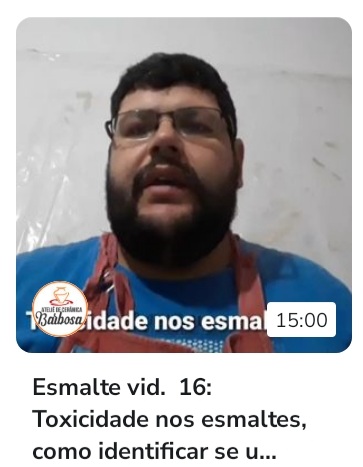 ATELIÊ DE CERÂMICA
Barbosa
idade nos esmal
15:00
Esmalte vid. 16:
Toxicidade nos esmaltes,
como identificar se u...